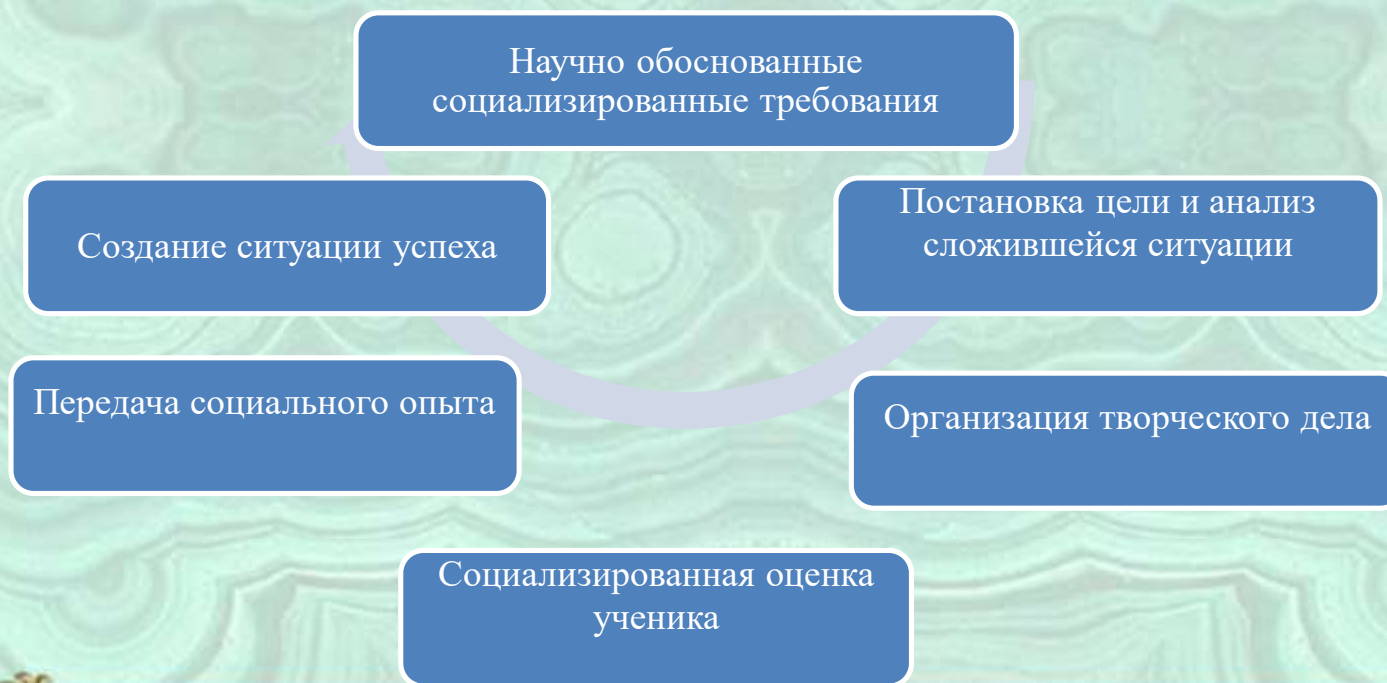 Научно обоснованные
социализированные требования
Создание ситуации успеха
Постановка цели и анализ
сложившейся ситуации
Передача социального опыта
Организация творческого дела
Социализированная оценка
ученика